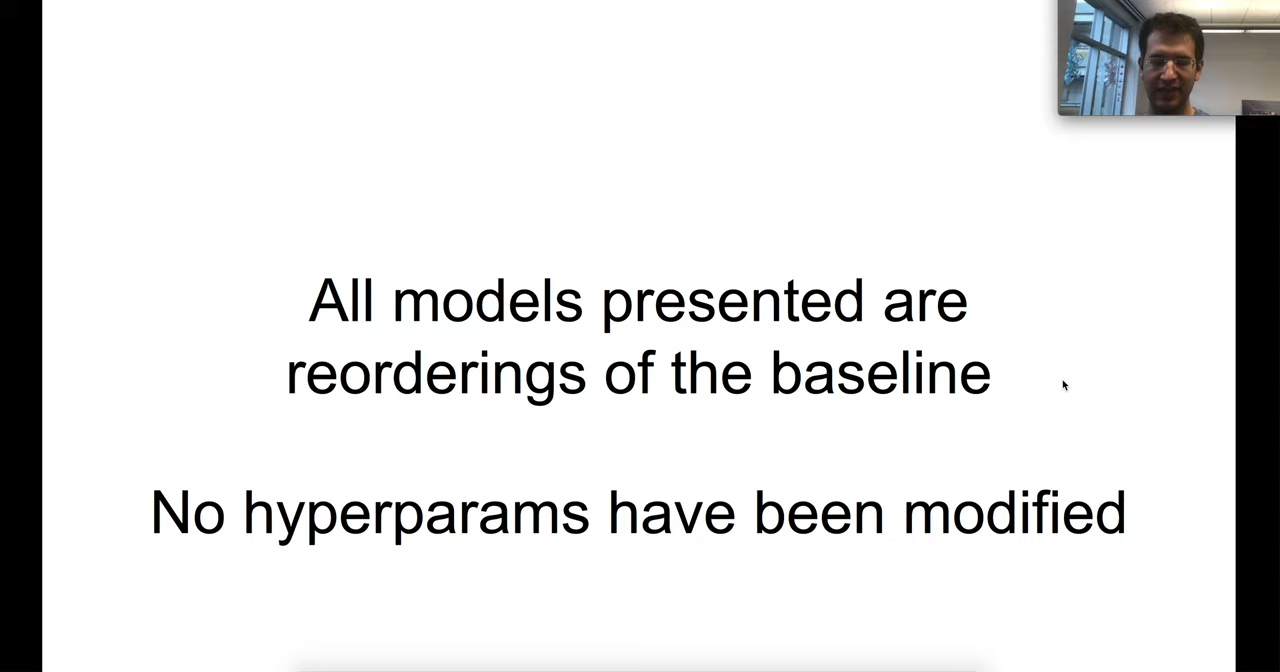 All models presented are
reorderings of the baseline
No hyperparams have been modified